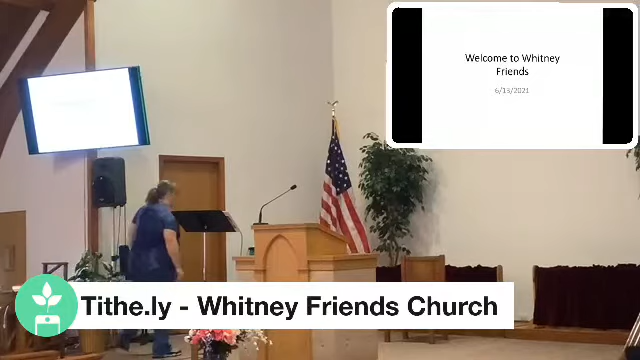 Welcome to Whitney
Friends
6/13/2021
Tithe.ly - Whitney Friends Church